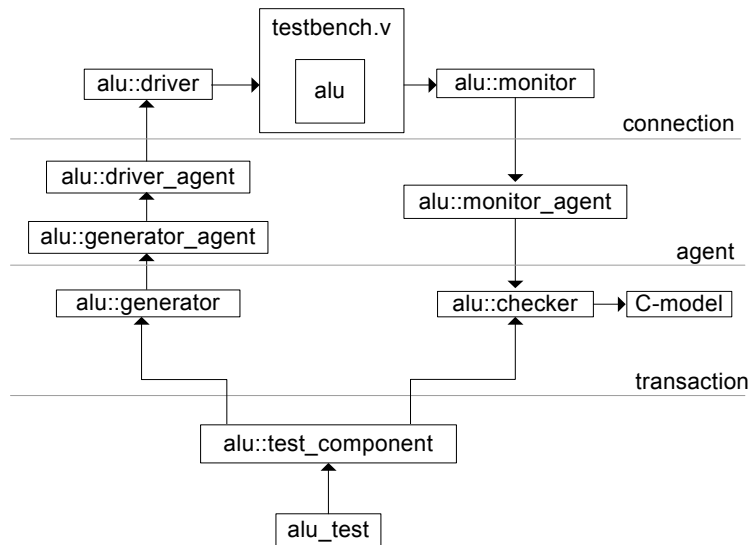 testbench.v
alu
alu::driver
alu::monitor
connection
alu::driver_agent
alu::monitor_agent
alu::generator_agent
agent
alu::generator
alu::checker
C-model
transaction
alu::test_component
alu_test